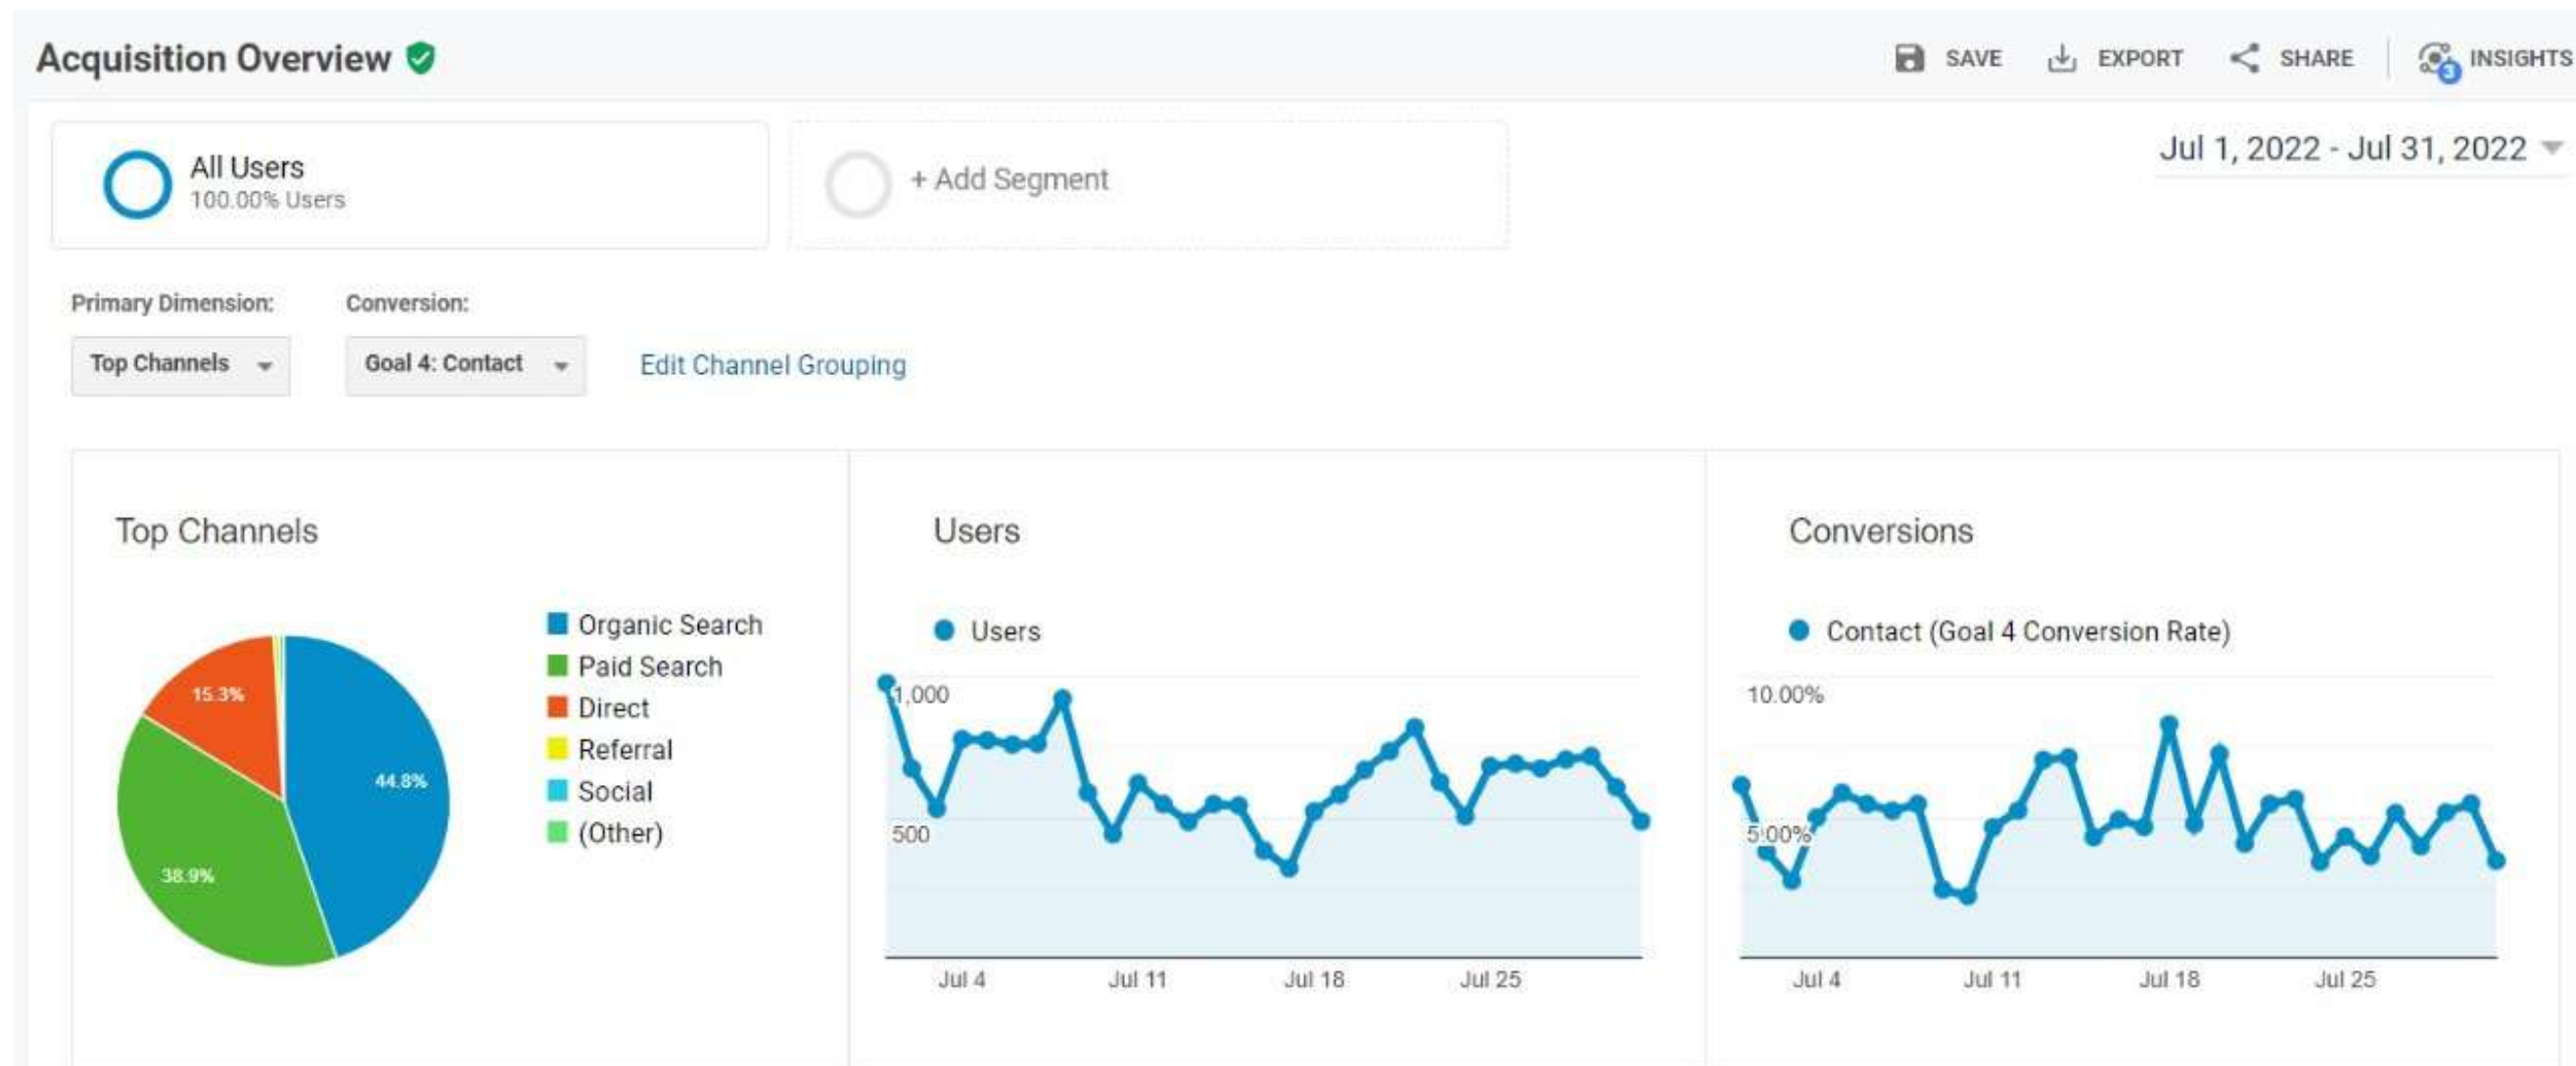 Acquisition Overview
SAVE EXPORT SHARE 3 INSIGHTS
All Users
100.00% Users
+ Add Segment
Jul 1, 2022 - Jul 31, 2022
Primary Dimension: Conversion:
Top Channels Goal 4: Contact Edit Channel Grouping
Top Channels
Organic Search
Paid Search
Direct
Referral
Social
(Other)
15.3%
44.8%
38.9%
Users
Users
1,000
500
Jul 4 Jul 11 Jul 18 Jul 25
Conversions
Contact (Goal 4 Conversion Rate)
10.00%
5.00%
Jul 4 Jul 11 Jul 18 Jul 25